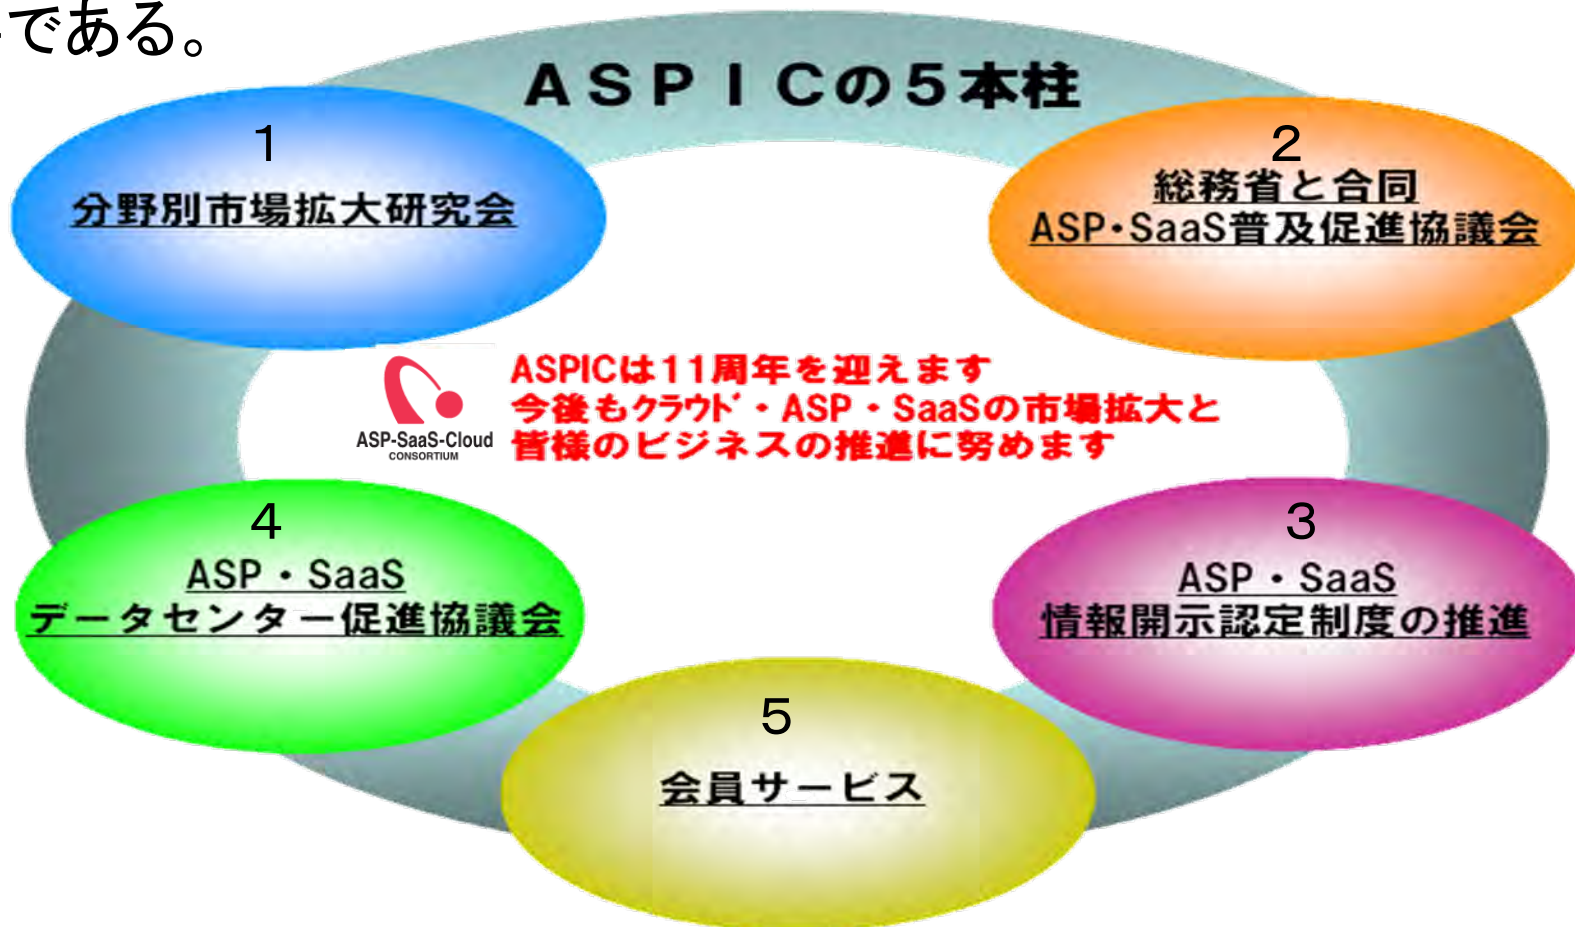 である。
ＡＳＰＩＣの５本柱
1
分野別市場拡大研究会
2
総務省と合同
ASP・SaaS普及促進協議会
ASPICは11周年を迎えます
今後もｸﾗｳﾄﾞ・ASP・SaaSの市場拡大と
皆様のビジネスの推進に努めます
ASP-SaaS-Cloud
CONSORTIUM
4
ASP・SaaS
データセンター促進協議会
3
ASP・SaaS
情報開示認定制度の推進
5
会員サービス